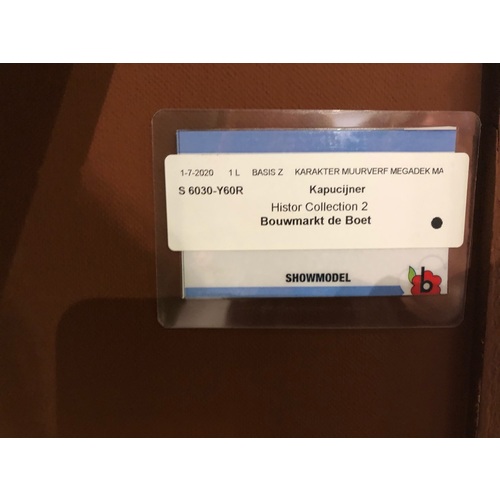 1-7-2020 1 L BASIS Z KARAKTER MUURVERF MEGADEK MA
S 6030-Y60R Kapucijner
Histor Collection 2
Bouwmarkt de Boet
SHOWMODEL
b